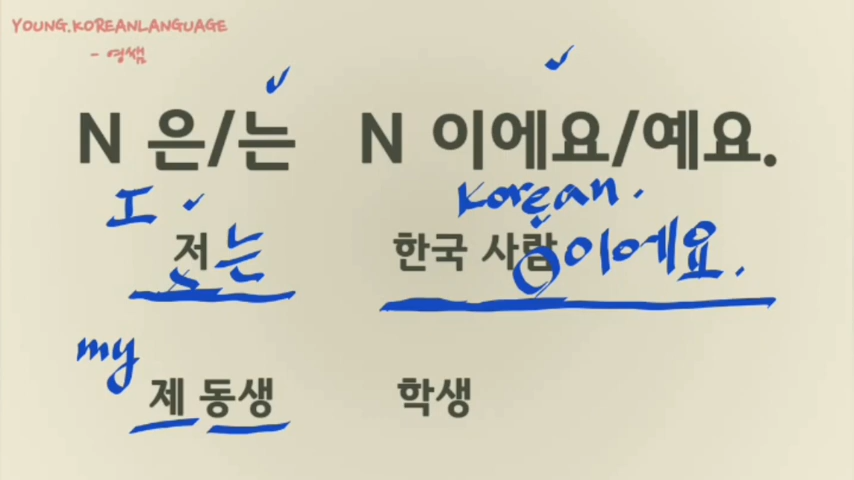 YOUNG.KOREANLANGUAGE
- 영쌤
N 은/는 N 이에요/예요.
I Korean.
저는 한국 사람이에요.
my
제 동생 학생